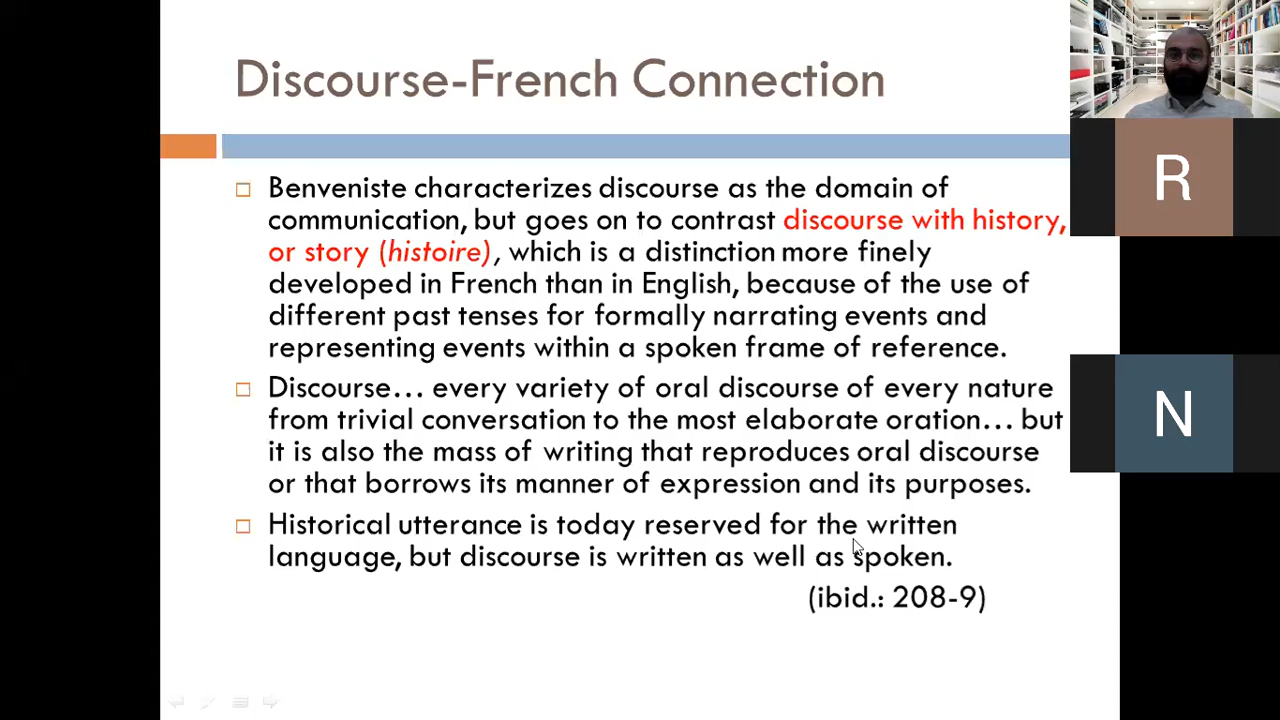 Discourse-French Connection
Benveniste characterizes discourse as the domain of
communication, but goes on to contrast discourse with history,
or story (histoire), which is a distinction more finely
developed in French than in English, because of the use of
different past tenses for formally narrating events and
representing events within a spoken frame of reference.
Discourse… every variety of oral discourse of every nature
from trivial conversation to the most elaborate oration… but
it is also the mass of writing that reproduces oral discourse
or that borrows its manner of expression and its purposes.
Historical utterance is today reserved for the written
language, but discourse is written as well as spoken.
(ibid.: 208-9)
R
N